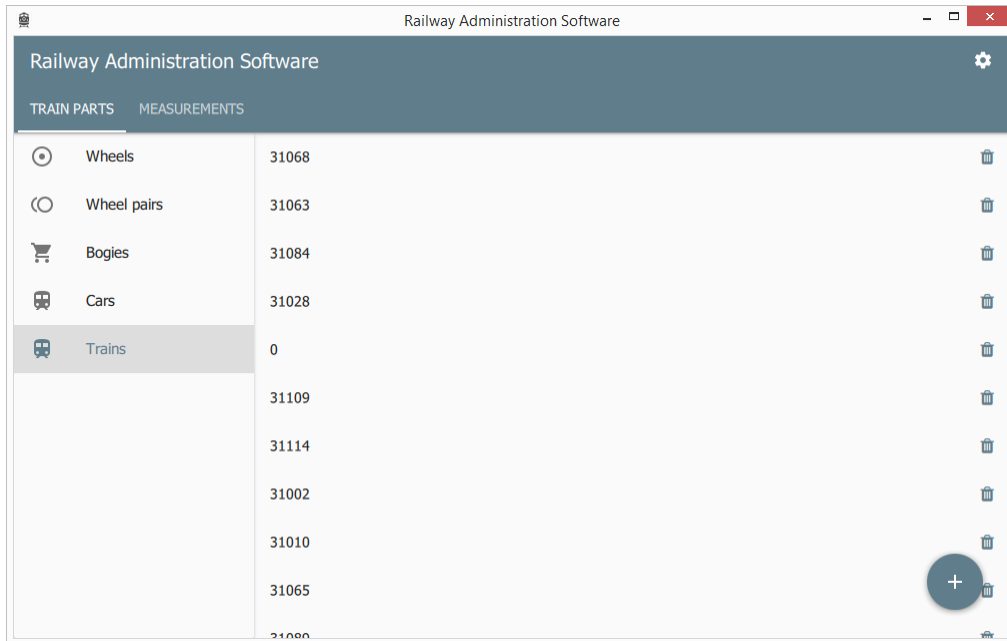 Railway Administration Software
Railway Administration Software
TRAIN PARTS MEASUREMENTS
Wheels
Wheel pairs
Bogies
Cars
Trains
31068
31063
31084
31028
0
31109
31114
31002
31010
31065